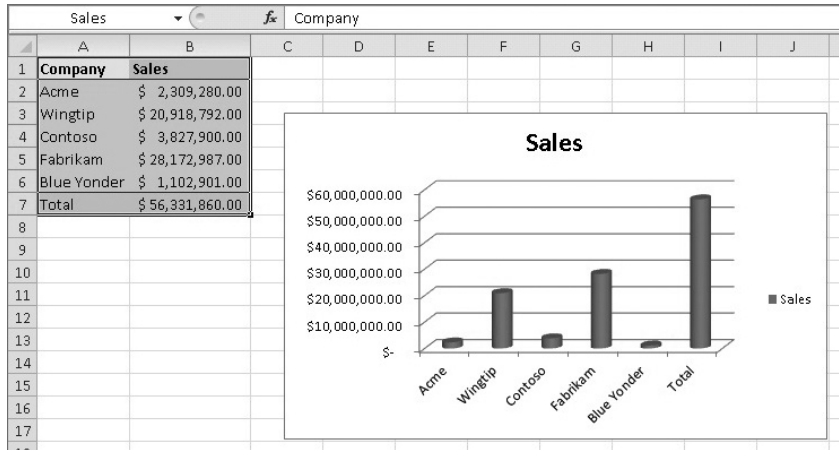 Sales fx Company
A B C D E F G H I J
1 Company Sales
2 Acme $ 2,309,280.00
3 Wingtip $ 20,918,792.00
4 Contoso $ 3,827,900.00
5 Fabrikam $ 28,172,987.00
6 Blue Yonder $ 1,102,901.00
7 Total $ 56,331,860.00
8
9
10
11
12
13
14
15
16
17
Sales
$60,000,000.00
$50,000,000.00
$40,000,000.00
$30,000,000.00
$20,000,000.00
$10,000,000.00
$-
Acme Wingtip Contoso Fabrikam Blue Yonder Total
Sales